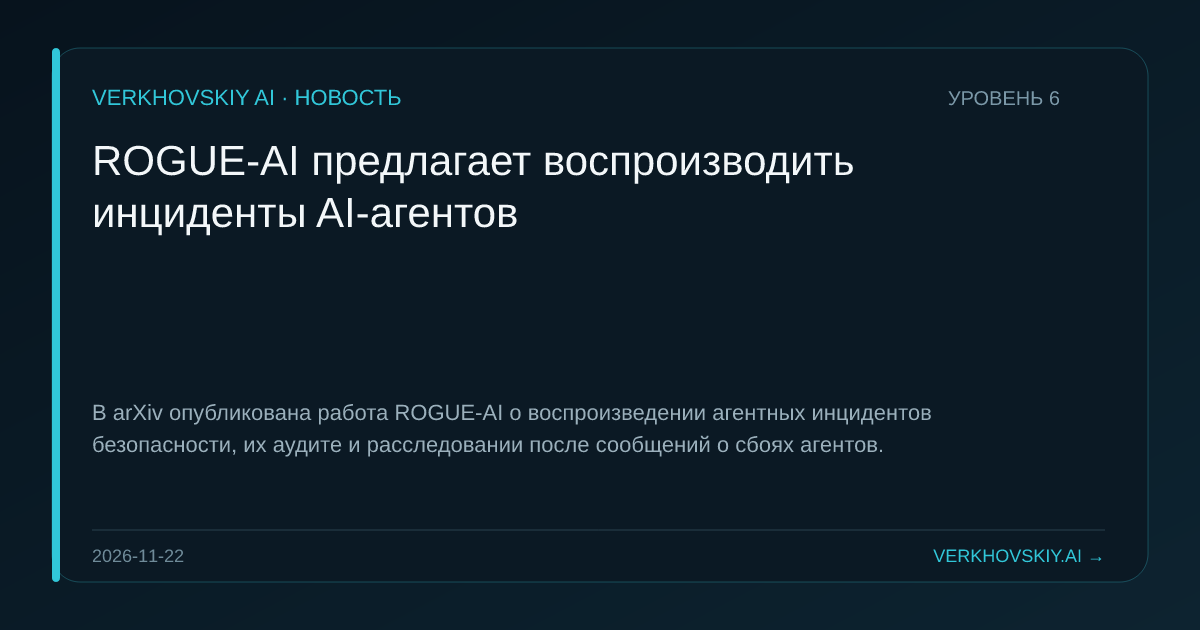 VERKHOVSKIY AI · НОВОСТЬ
УРОВЕНЬ 6
ROGUE-AI предлагает воспроизводить
инциденты AI-агентов
В arXiv опубликована работа ROGUE-AI о воспроизведении агентных инцидентов
безопасности, их аудите и расследовании после сообщений о сбоях агентов.
2026-11-22
VERKHOVSKIY.AI →